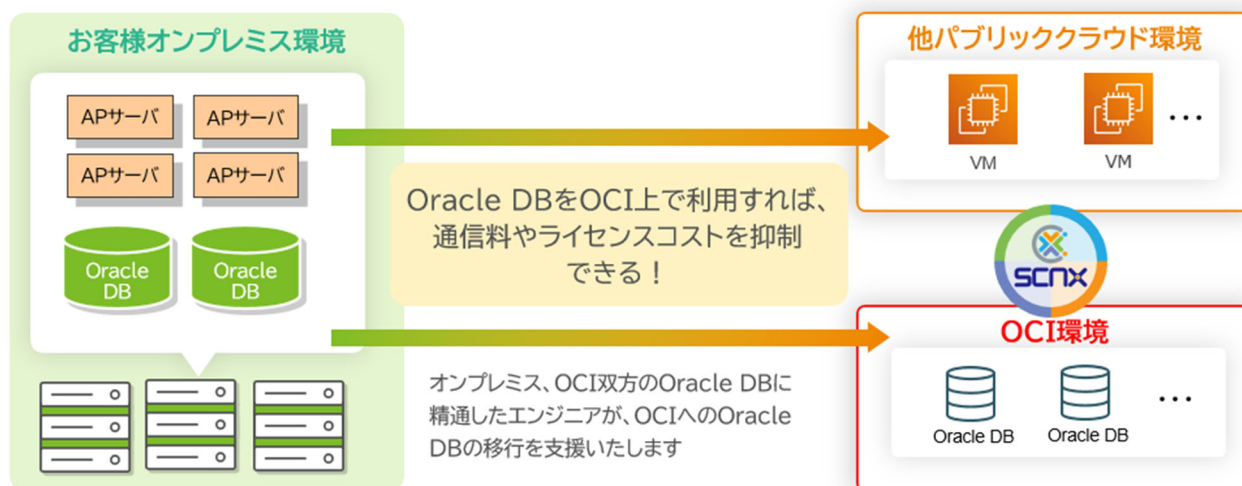 お客様オンプレミス環境
APサーバ
APサーバ
APサーバ
APサーバ
Oracle
DB
Oracle
DB
Oracle DBをOCI上で利用すれば、
通信料やライセンスコストを抑制
できる！
オンプレミス、OCI双方のOracle DBに
精通したエンジニアが、OCIへのOracle
DBの移行を支援いたします
他パブリッククラウド環境
VM
VM
…
SCNX
OCI環境
Oracle DB
Oracle DB
…